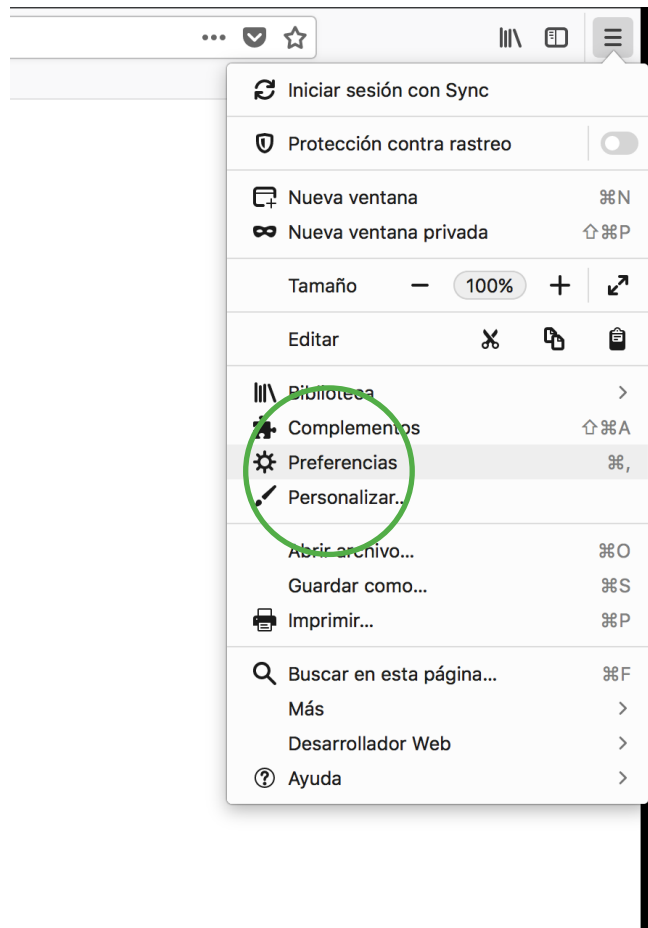 Iniciar sesión con Sync
Protección contra rastreo
Nueva ventana ⌘N
Nueva ventana privada ⇧⌘P
Tamaño − 100% +
Editar
Biblioteca
Complementos ⇧⌘A
Preferencias ⌘,
Personalizar...
Abrir archivo... ⌘O
Guardar como... ⌘S
Imprimir... ⌘P
Buscar en esta página... ⌘F
Más
Desarrollador Web
Ayuda